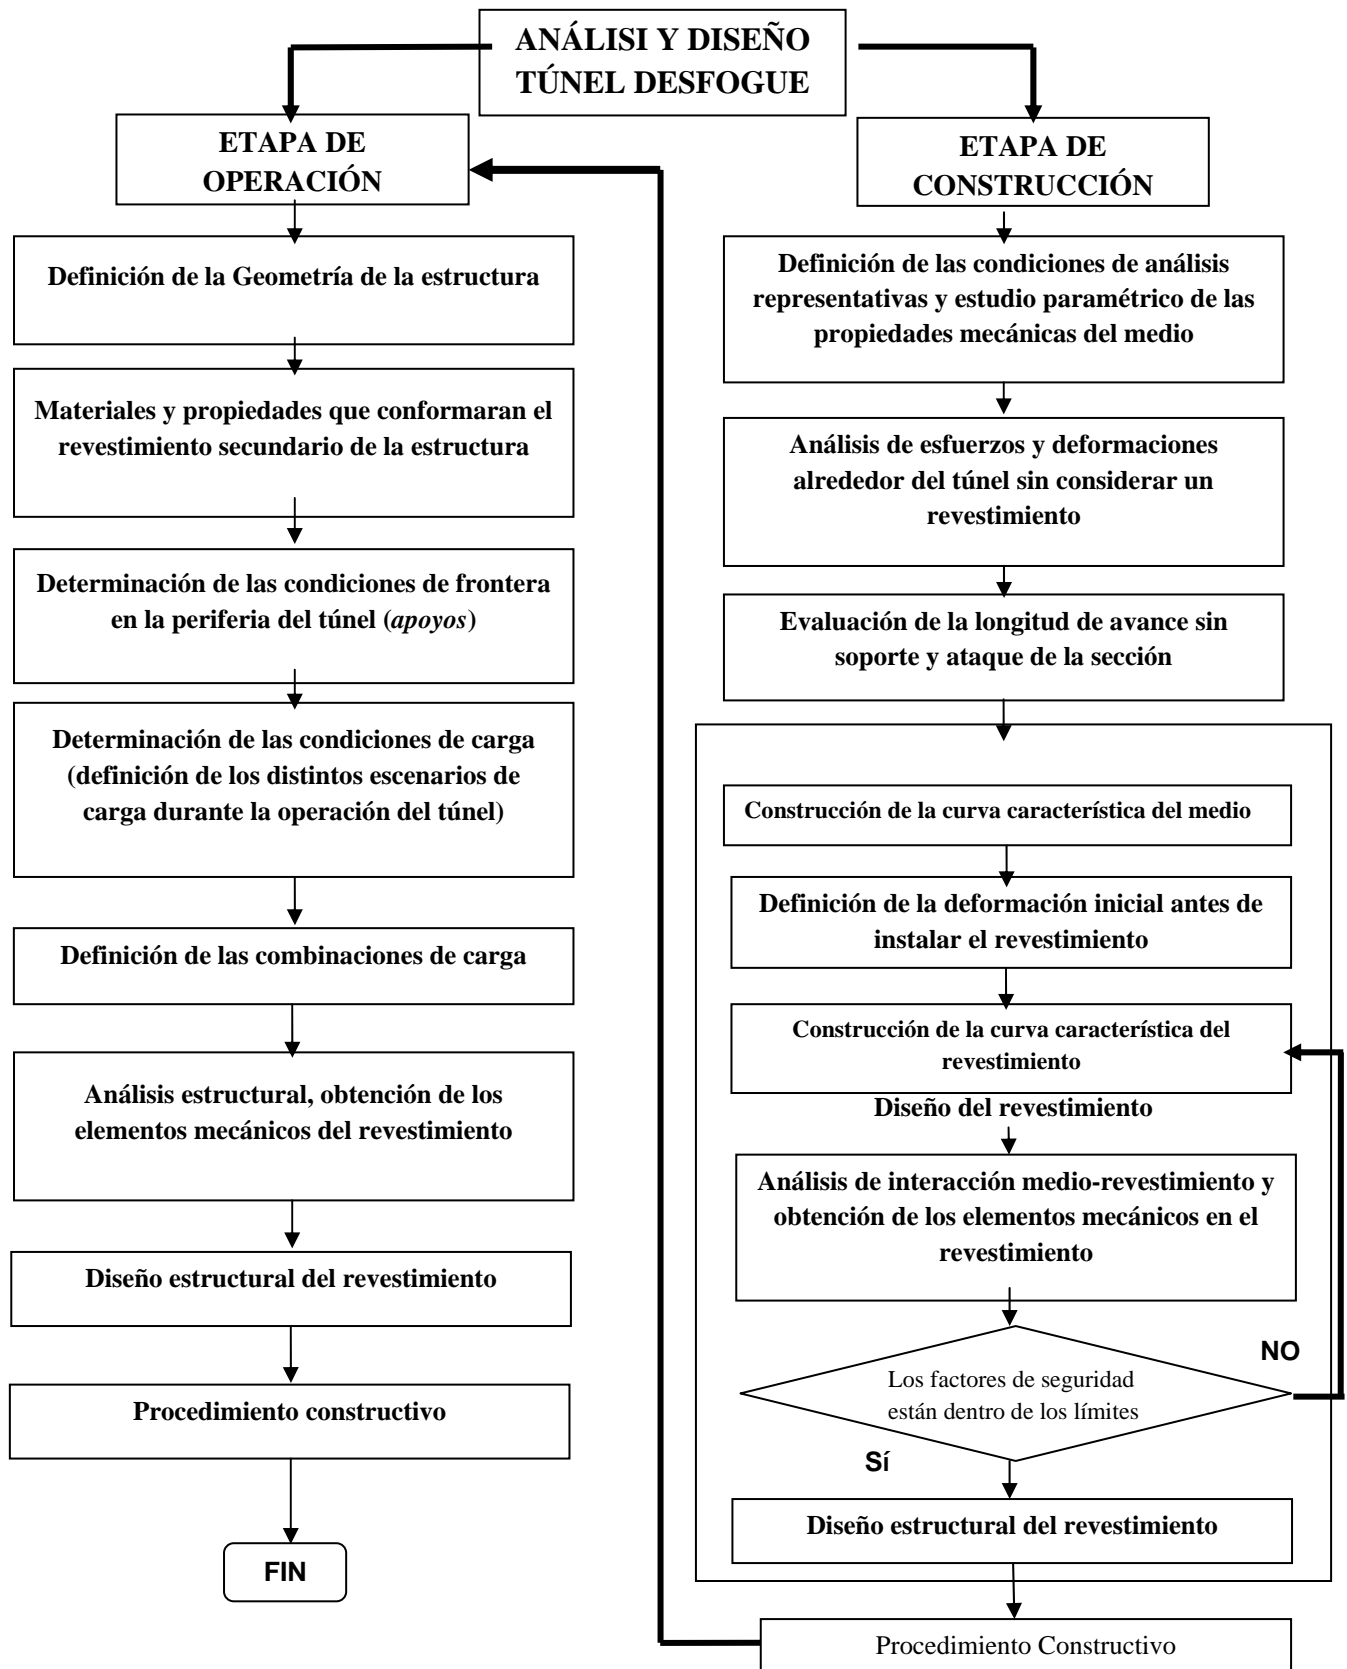 ANÁLISI Y DISEÑO
TÚNEL DESFOGUE
ETAPA DE
OPERACIÓN
Definición de la Geometría de la estructura
Materiales y propiedades que conformaran el
revestimiento secundario de la estructura
Determinación de las condiciones de frontera
en la periferia del túnel (apoyos)
Determinación de las condiciones de carga
(definición de los distintos escenarios de
carga durante la operación del túnel)
Definición de las combinaciones de carga
Análisis estructural, obtención de los
elementos mecánicos del revestimiento
Diseño estructural del revestimiento
Procedimiento constructivo
FIN
ETAPA DE
CONSTRUCCIÓN
Definición de las condiciones de análisis
representativas y estudio paramétrico de las
propiedades mecánicas del medio
Análisis de esfuerzos y deformaciones
alrededor del túnel sin considerar un
revestimiento
Evaluación de la longitud de avance sin
soporte y ataque de la sección
Construcción de la curva característica del medio
Definición de la deformación inicial antes de
instalar el revestimiento
Construcción de la curva característica del
revestimiento
Diseño del revestimiento
Análisis de interacción medio-revestimiento y
obtención de los elementos mecánicos en el
revestimiento
NO
Los factores de seguridad
están dentro de los límites
Sí
Diseño estructural del revestimiento
Procedimiento Constructivo